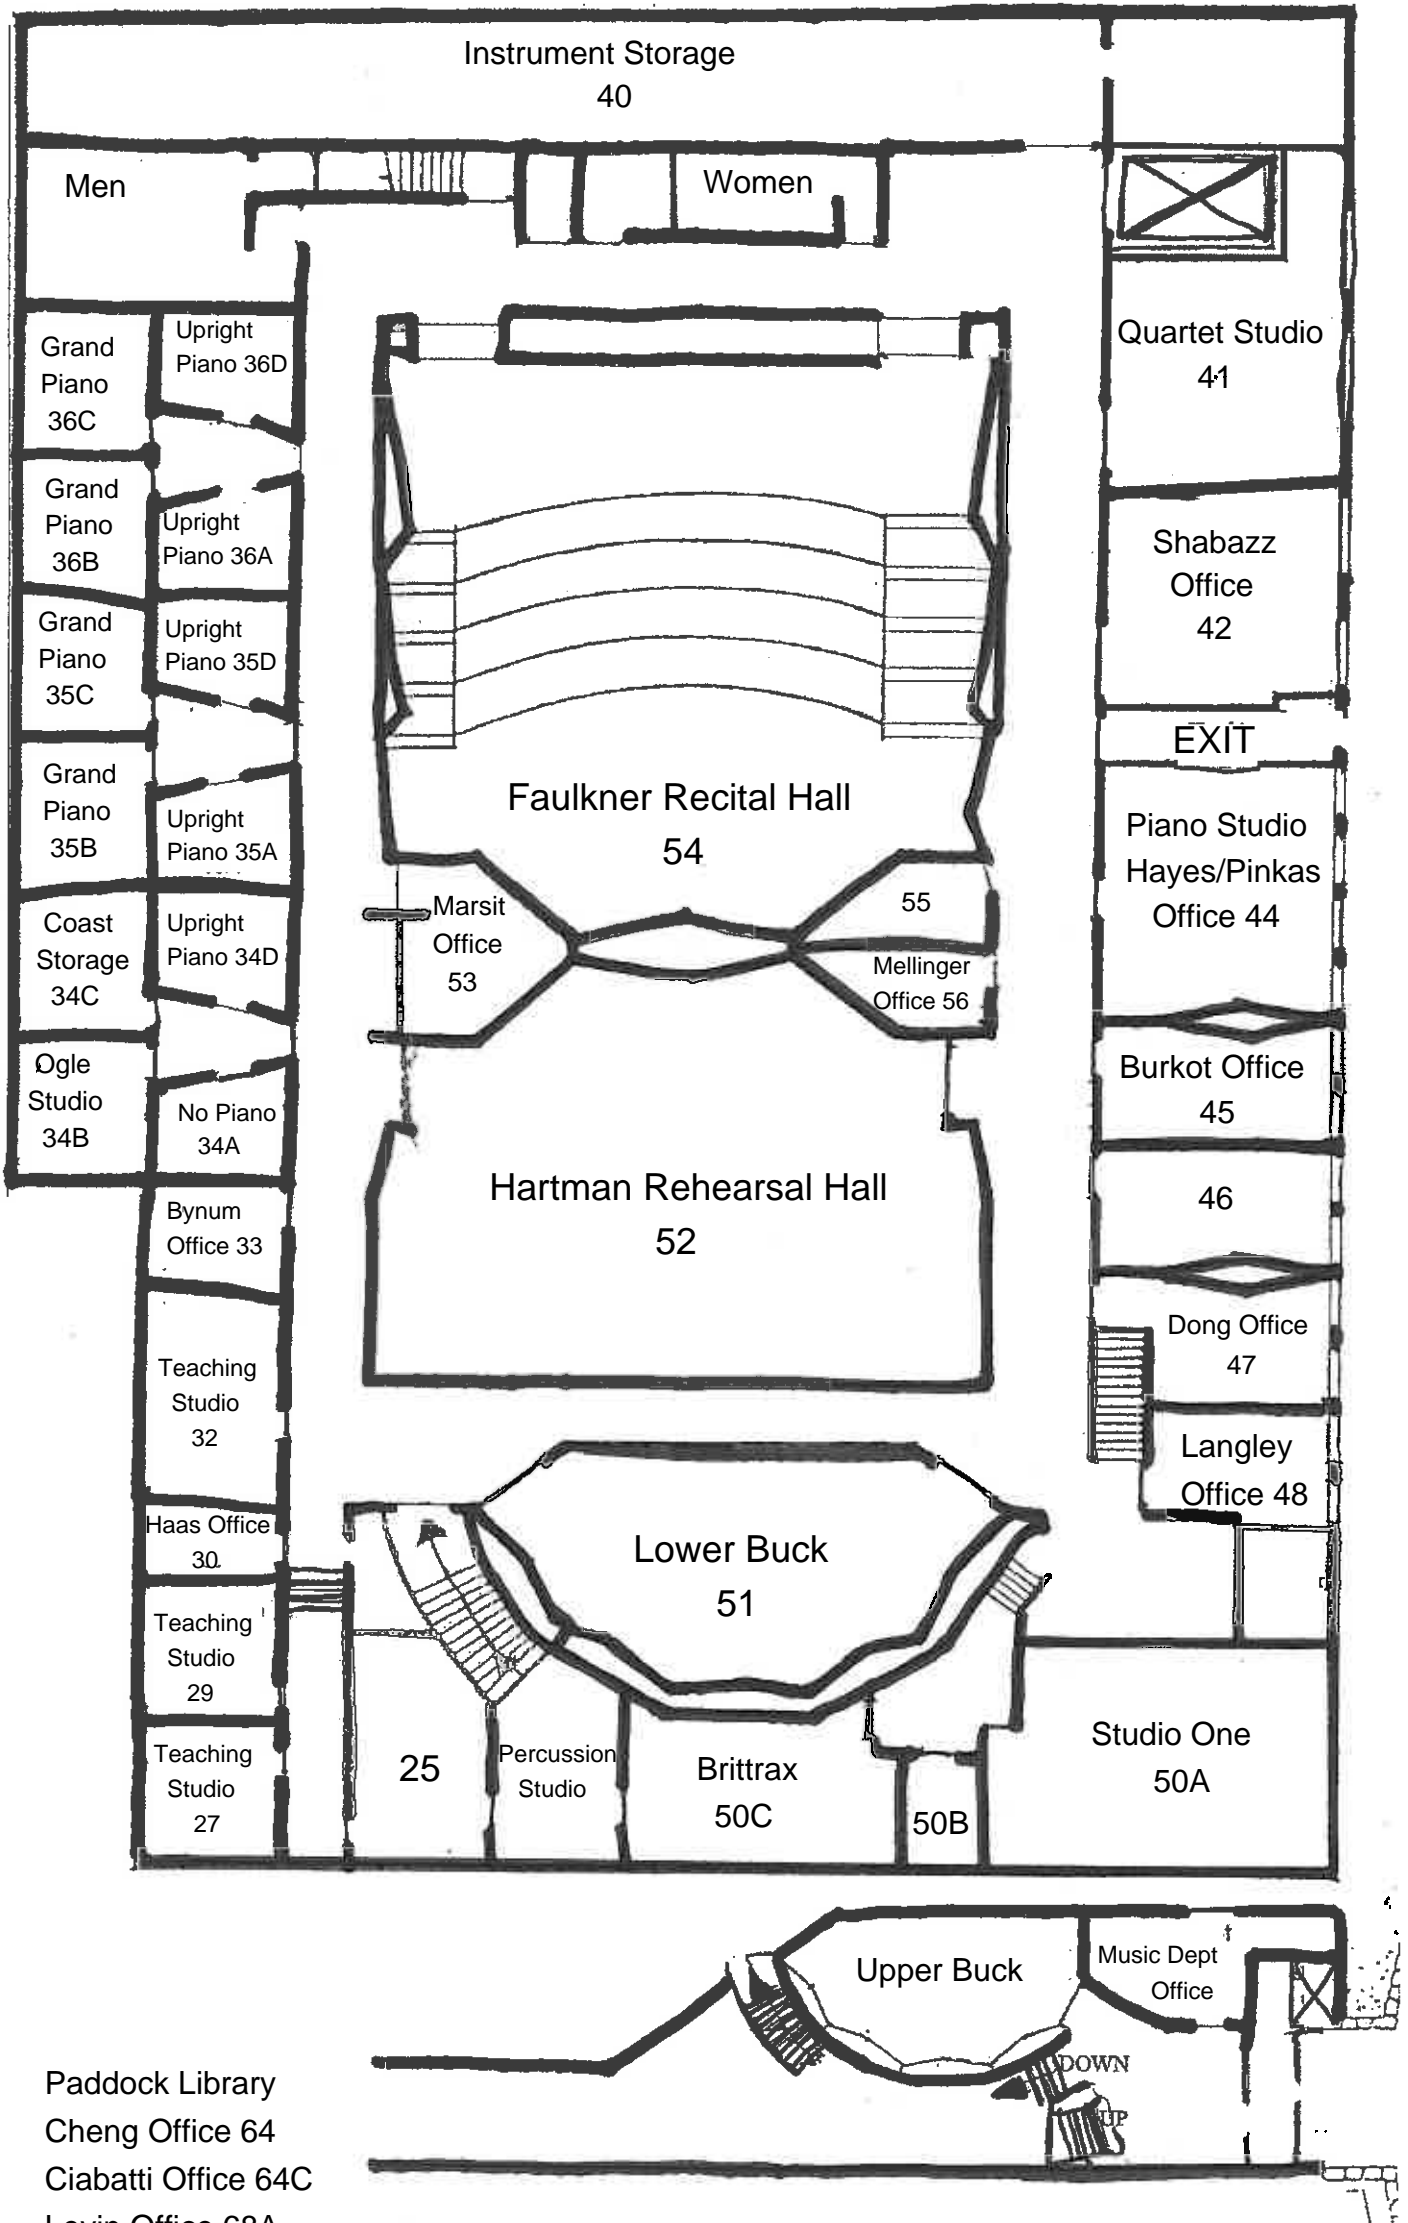 Instrument Storage
40
Men
Women
Grand
Piano
36C
Upright
Piano 36D
Quartet Studio
41
Grand
Piano
36B
Upright
Piano 36A
Shabazz
Office
42
Grand
Piano
35C
Upright
Piano 35D
EXIT
Grand
Piano
35B
Upright
Piano 35A
Faulkner Recital Hall
54
Piano Studio
Hayes/Pinkas
Office 44
Coast
Storage
34C
Upright
Piano 34D
Marsit
Office
53
55
Mellinger
Office 56
Ogle
Studio
34B
No Piano
34A
Burkot Office
45
Hartman Rehearsal Hall
52
46
Bynum
Office 33
Dong Office
47
Teaching
Studio
32
Langley
Office 48
Haas Office
30
Lower Buck
51
Teaching
Studio
29
Teaching
Studio
27
25
Percussion
Studio
Brittrax
50C
50B
Studio One
50A
Upper Buck
Music Dept
Office
DOWN
UP
Paddock Library
Cheng Office 64
Ciabatti Office 64C
Levin Office 68A